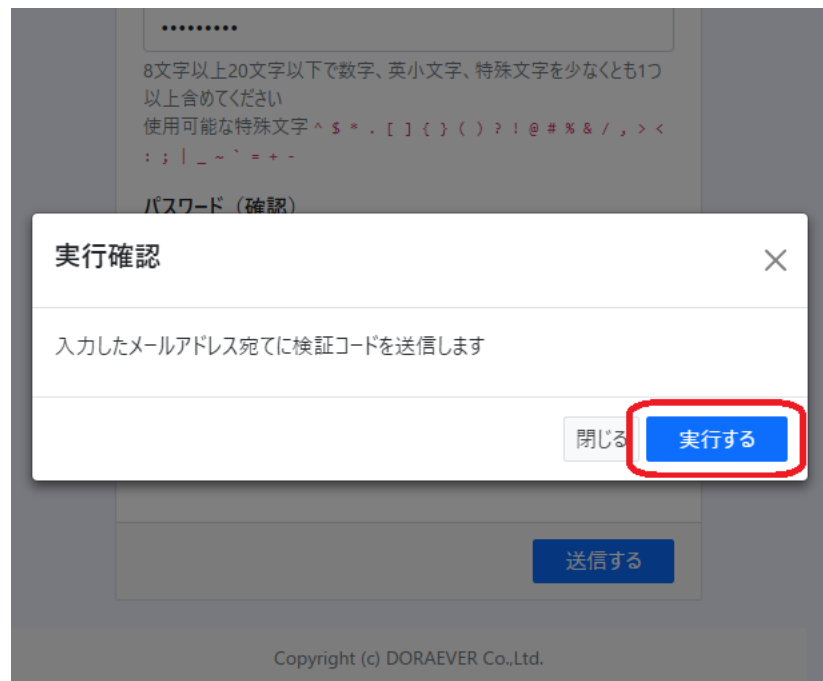 •••••••••
8文字以上20文字以下で数字、英小文字、特殊文字を少なくとも1つ
以上含めてください
使用可能な特殊文字 ^ $ * . [ ] { } ( ) ? ! @ # % & / , > <
: ; | _ ~ ` = + -
パスワード（確認）
実行確認
入力したメールアドレス宛てに検証コードを送信します
閉じる 実行する
送信する
Copyright (c) DORAEVER Co.,Ltd.